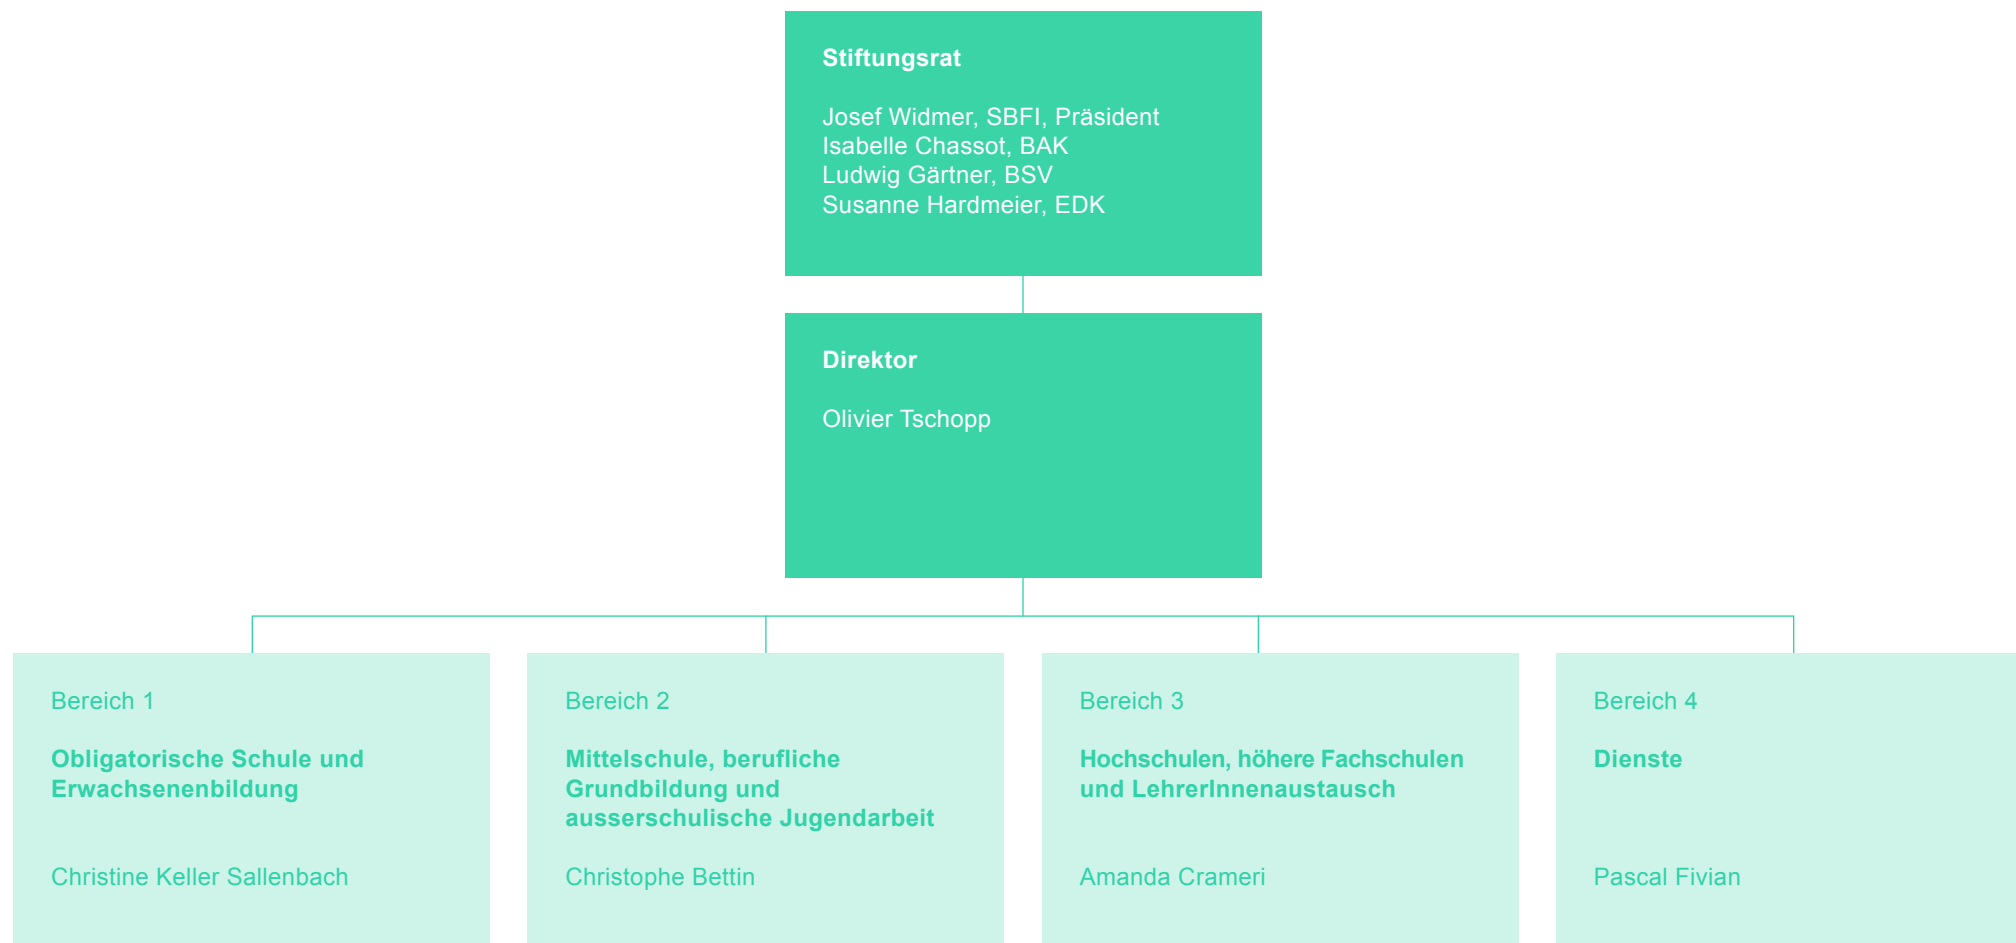 Stiftungsrat
Josef Widmer, SBFI, Präsident
Isabelle Chassot, BAK
Ludwig Gärtner, BSV
Susanne Hardmeier, EDK
Direktor
Olivier Tschopp
Bereich 1
Obligatorische Schule und
Erwachsenenbildung
Christine Keller Sallenbach
Bereich 2
Mittelschule, berufliche
Grundbildung und
ausserschulische Jugendarbeit
Christophe Bettin
Bereich 3
Hochschulen, höhere Fachschulen
und LehrerInnenaustausch
Amanda Crameri
Bereich 4
Dienste
Pascal Fivian